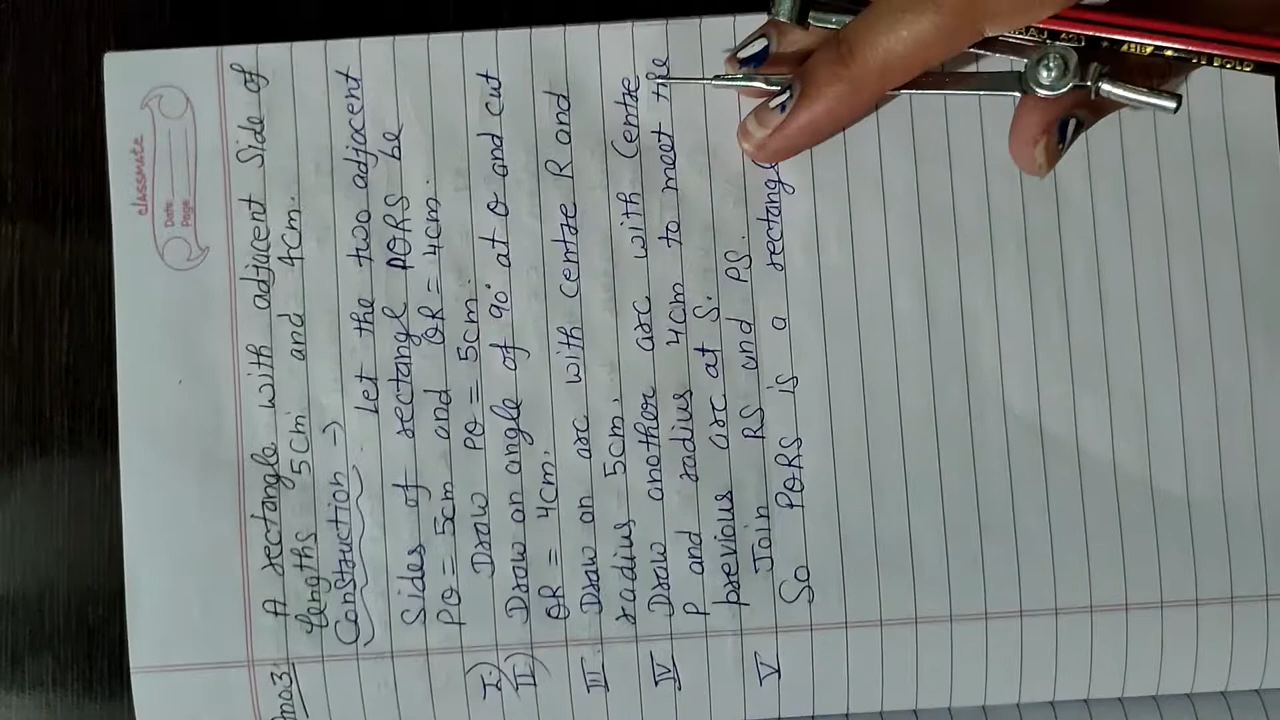 classmate
Date
Page
no3. A rectangle with adjacent Side of
lengths 5cm and 4cm.
Construction →
Let the two adjacent
Sides of rectangl PQRS be
PQ = 5cm and QR = 4cm.
I.) Draw PQ = 5cm.
II) Draw an angle of 90° at Q and cut
QR = 4cm.
III Draw an arc with centre R and
radius 5cm.
IV Draw another arc with Centre
P and radius 4cm to meet the
previous arc at S.
V Join RS and PS.
So PQRS is a rectangle
HB